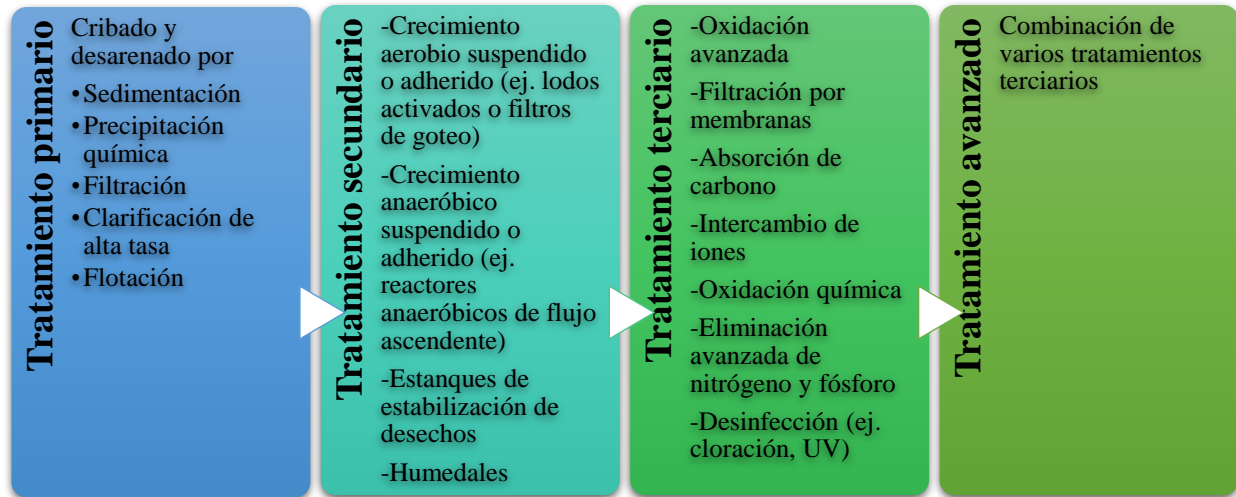 Tratamiento primario
Cribado y
desarenado por
•Sedimentación
•Precipitación
química
•Filtración
•Clarificación de
alta tasa
•Flotación
Tratamiento secundario
-Crecimiento
aerobio suspendido
o adherido (ej. lodos
activados o filtros
de goteo)
-Crecimiento
anaeróbico
suspendido o
adherido (ej.
reactores
anaeróbicos de flujo
ascendente)
-Estanques de
estabilización de
desechos
-Humedales
Tratamiento terciario
-Oxidación
avanzada
-Filtración por
membranas
-Absorción de
carbono
-Intercambio de
iones
-Oxidación química
-Eliminación
avanzada de
nitrógeno y fósforo
-Desinfección (ej.
cloración, UV)
Tratamiento avanzado
Combinación de
varios tratamientos
terciarios